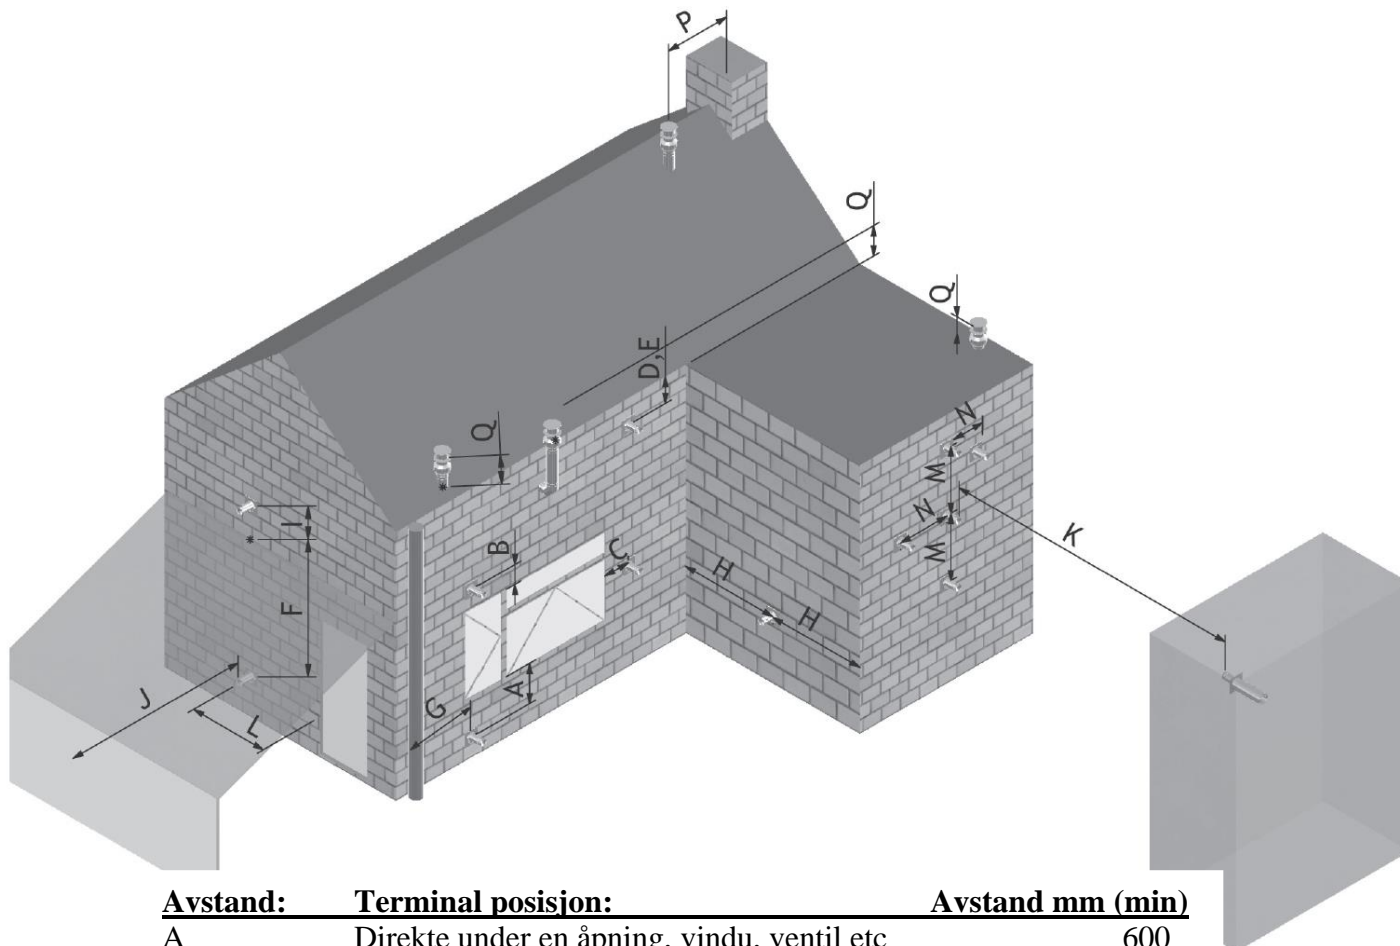 P
Q
Q
D,E
Q
N
M
I
N
K
B
C
M
F
H
H
A
J
G
L
Avstand: Terminal posisjon: Avstand mm (min)
A Direkte under en åpning, vindu, ventil etc 600